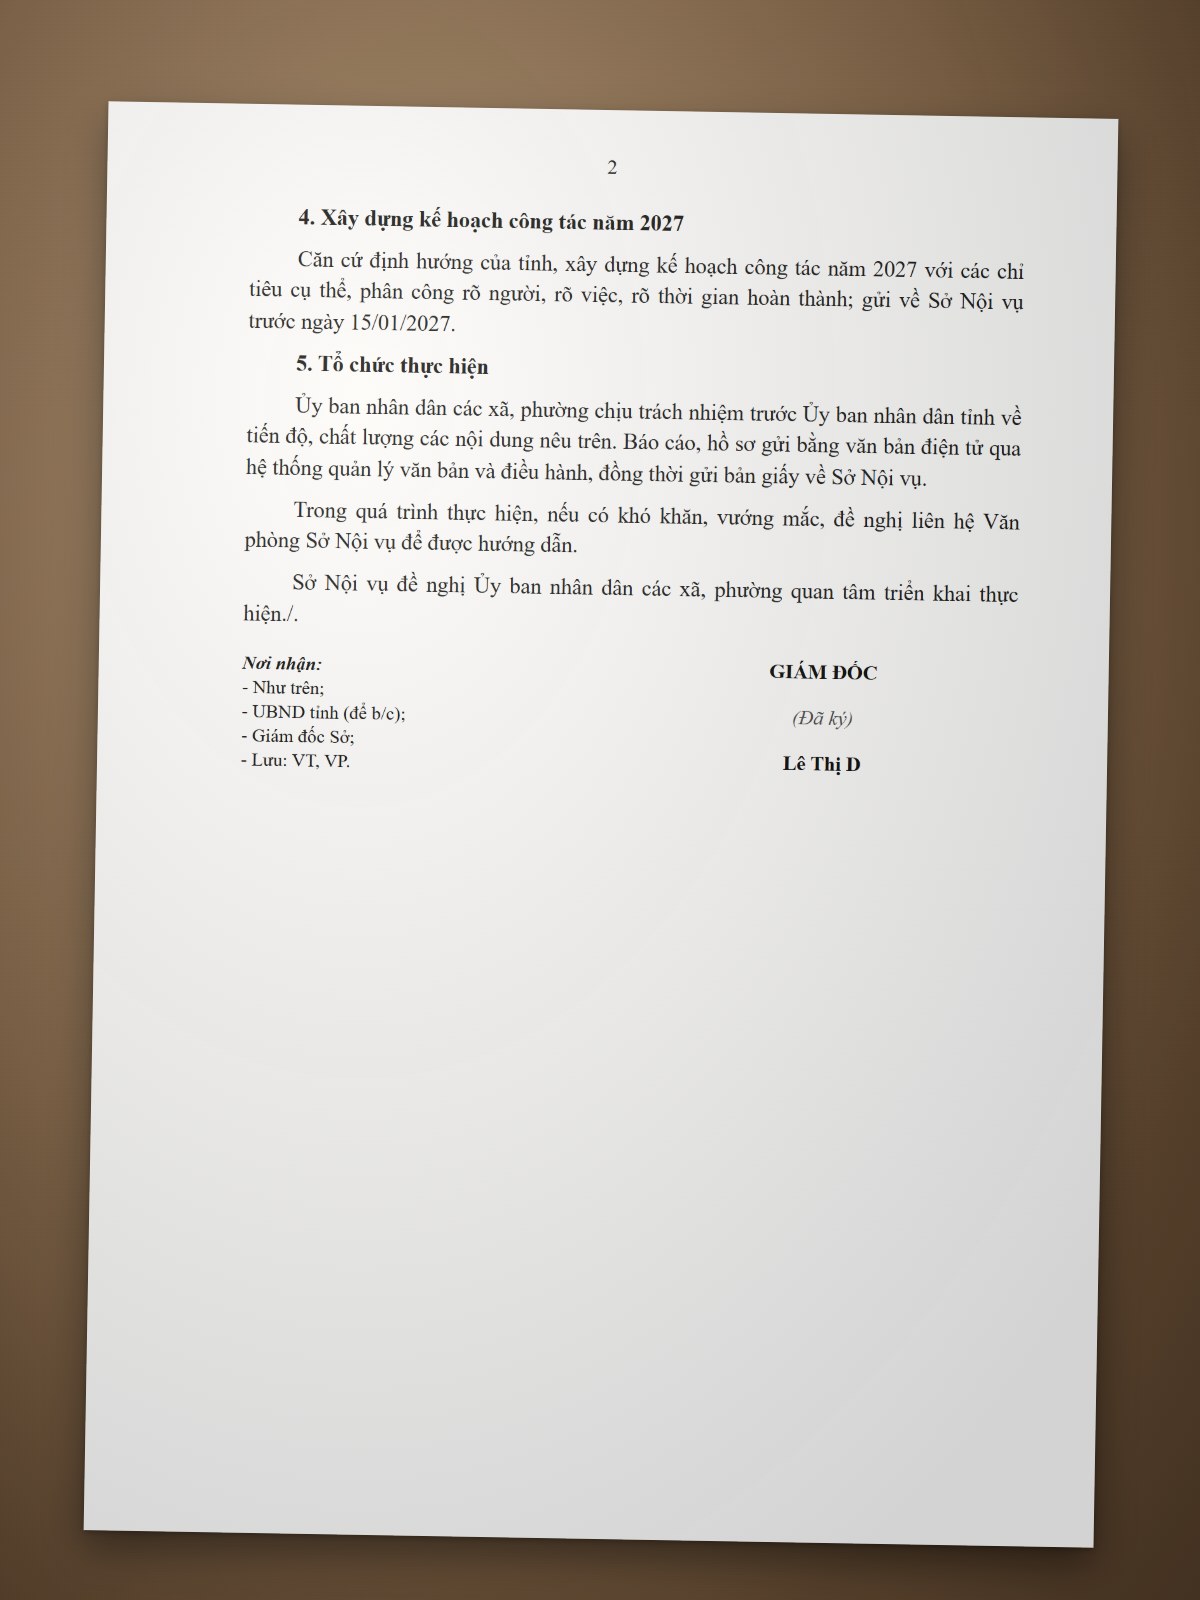 2
4. Xây dựng kế hoạch công tác năm 2027
Căn cứ định hướng của tỉnh, xây dựng kế hoạch công tác năm 2027 với các chỉ
tiêu cụ thể, phân công rõ người, rõ việc, rõ thời gian hoàn thành; gửi về Sở Nội vụ
trước ngày 15/01/2027.
5. Tổ chức thực hiện
Ủy ban nhân dân các xã, phường chịu trách nhiệm trước Ủy ban nhân dân tỉnh về
tiến độ, chất lượng các nội dung nêu trên. Báo cáo, hồ sơ gửi bằng văn bản điện tử qua
hệ thống quản lý văn bản và điều hành, đồng thời gửi bản giấy về Sở Nội vụ.
Trong quá trình thực hiện, nếu có khó khăn, vướng mắc, đề nghị liên hệ Văn
phòng Sở Nội vụ để được hướng dẫn.
Sở Nội vụ đề nghị Ủy ban nhân dân các xã, phường quan tâm triển khai thực
hiện./.
Nơi nhận:
- Như trên;
- UBND tỉnh (để b/c);
- Giám đốc Sở;
- Lưu: VT, VP.
GIÁM ĐỐC
(Đã ký)
Lê Thị D